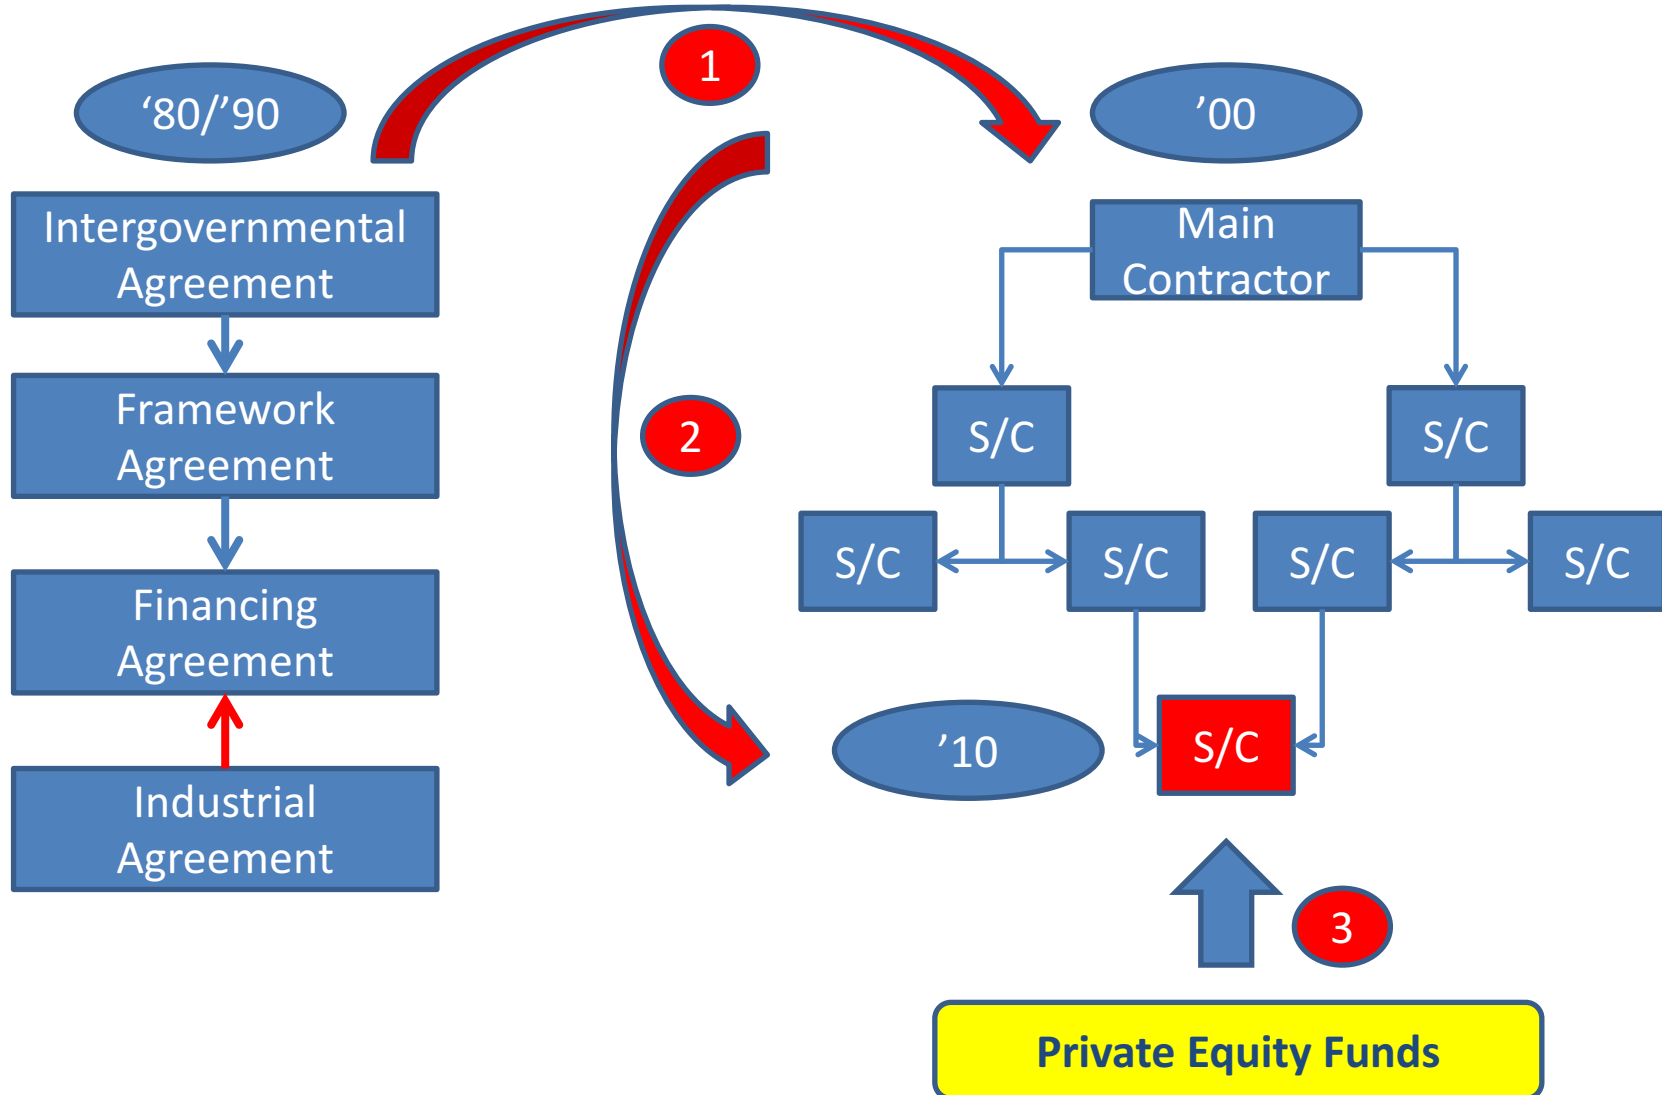 1
‘80/’90
’00
Intergovernmental
Agreement
Main
Contractor
Framework
Agreement
2
S/C
S/C
S/C
S/C
S/C
S/C
Financing
Agreement
’10
S/C
Industrial
Agreement
3
Private Equity Funds